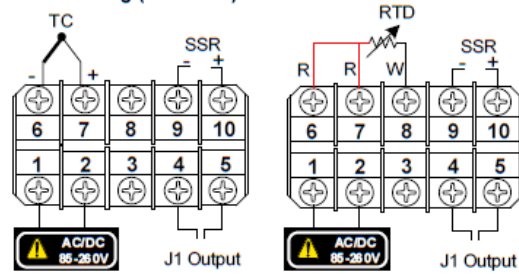 TC
SSR
- +
- +
6 7 8 9 10
1 2 3 4 5
AC/DC
85-260V
J1 Output
RTD
SSR
R R W - +
6 7 8 9 10
1 2 3 4 5
AC/DC
85-260V
J1 Output